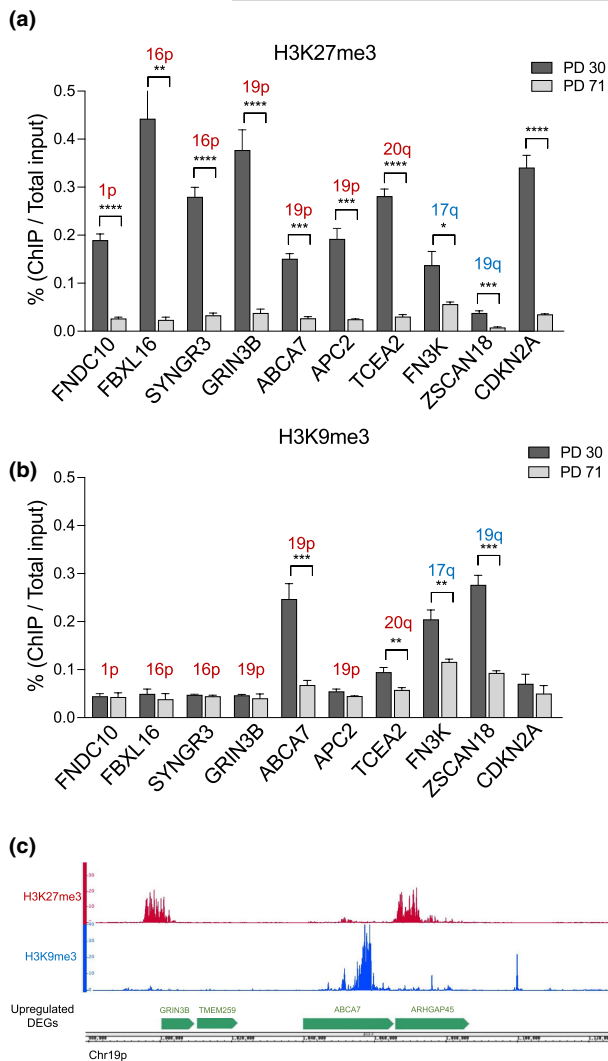 (a)
H3K27me3
PD 30
PD 71
% (ChIP / Total input)
0.5
0.4
0.3
0.2
0.1
0.0
1p
****
16p
**
16p
****
19p
****
19p
***
19p
***
20q
****
17q
*
19q
***
****
FNDC10
FBXL16
SYNGR3
GRIN3B
ABCA7
APC2
TCEA2
FN3K
ZSCAN18
CDKN2A
(b)
H3K9me3
PD 30
PD 71
% (ChIP / Total input)
0.5
0.4
0.3
0.2
0.1
0.0
1p
16p
16p
19p
19p
***
19p
20q
**
17q
**
19q
***
FNDC10
FBXL16
SYNGR3
GRIN3B
ABCA7
APC2
TCEA2
FN3K
ZSCAN18
CDKN2A
(c)
H3K27me3
H3K9me3
Upregulated
DEGs
GRIN3B
TMEM259
ABCA7
ARHGAP45
Chr19p